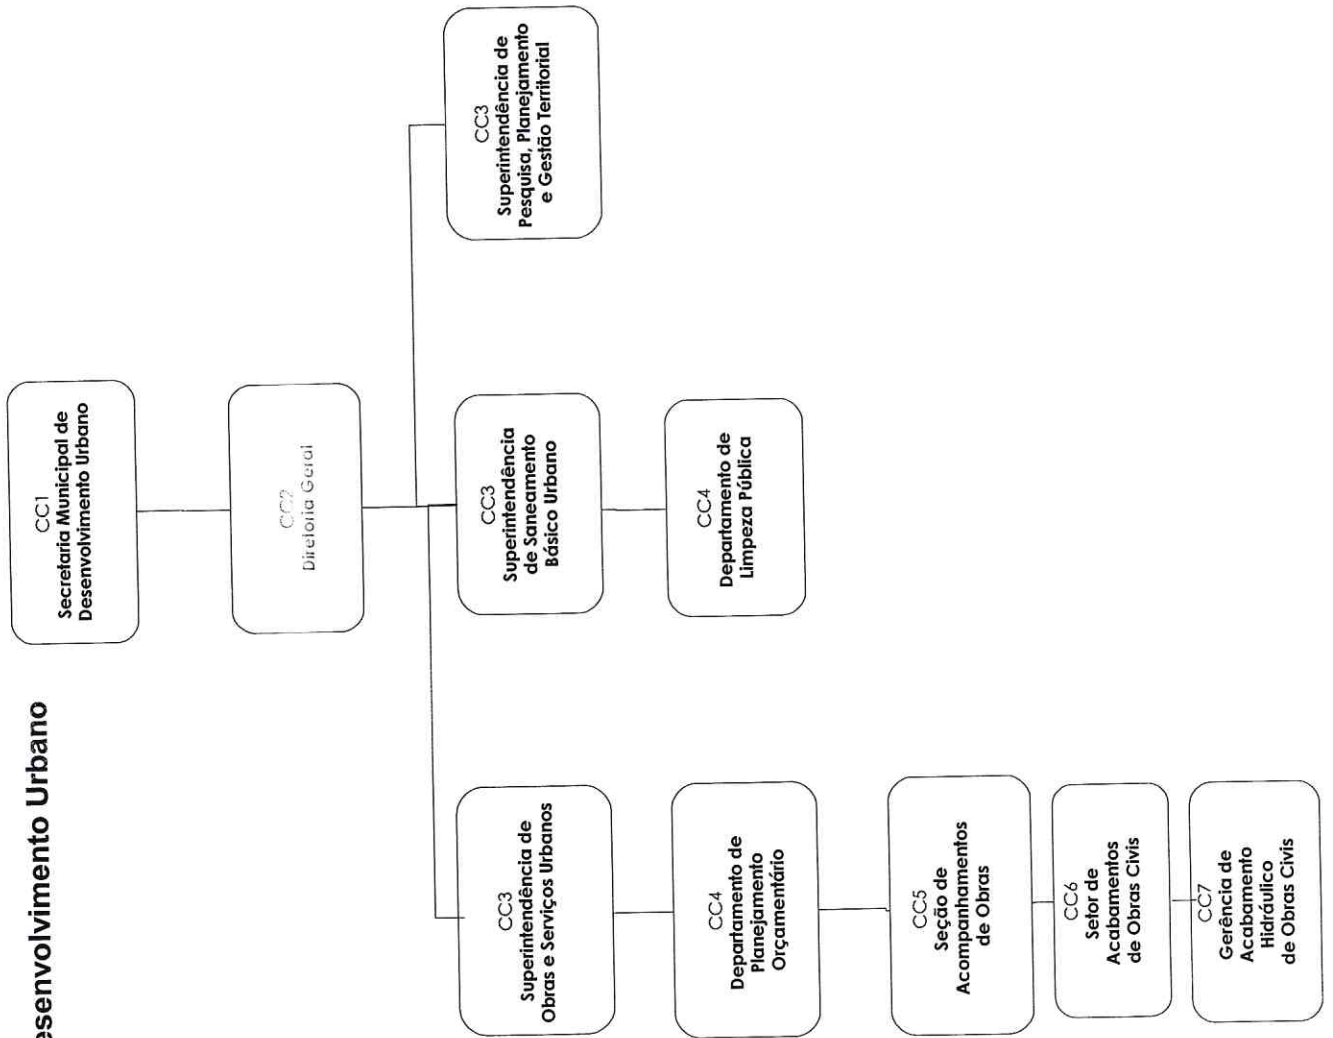 esenvolvimento Urbano
CC1
Secretaria Municipal de
Desenvolvimento Urbano
CC2
Diretoria Geral
CC3
Superintendência de
Obras e Serviços Urbanos
CC3
Superintendência
de Saneamento
Básico Urbano
CC3
Superintendência de
Pesquisa, Planejamento
e Gestão Territorial
CC4
Departamento de
Planejamento
Orçamentário
CC4
Departamento de
Limpeza Pública
CC5
Seção de
Acompanhamentos
de Obras
CC6
Setor de
Acabamentos
de Obras Civis
CC7
Gerência de
Acabamento
Hidráulico
de Obras Civis